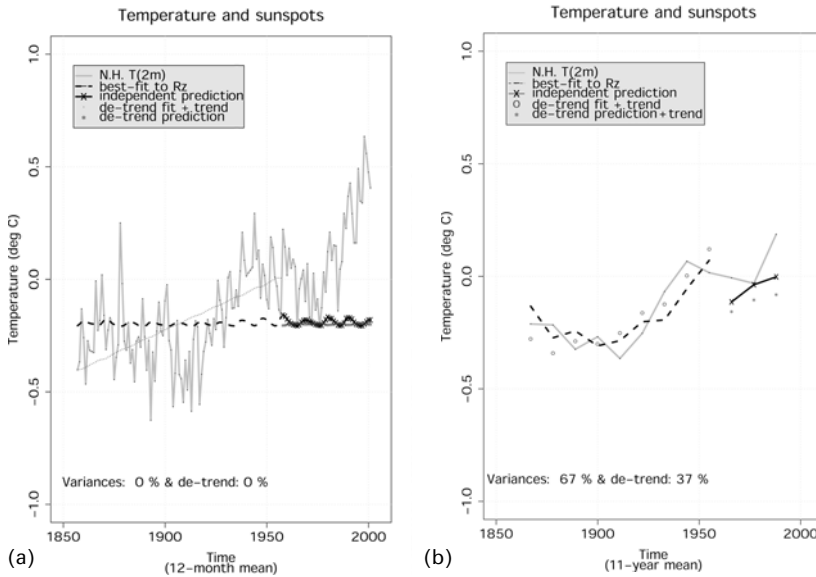 Temperature and sunspots
1.0
0.5
0.0
−0.5
−1.0
Temperature (deg C)
N.H. T(2m)
best−fit to Rz
independent prediction
de−trend fit + trend
de−trend prediction
Variances: 0 % & de−trend: 0 %
1850 1900 1950 2000
Time
(12−month mean)
(a)
Temperature and sunspots
1.0
0.5
0.0
−0.5
−1.0
Temperature (deg C)
N.H. T(2m)
best−fit to Rz
independent prediction
de−trend fit + trend
de−trend prediction + trend
Variances: 67 % & de−trend: 37 %
1850 1900 1950 2000
Time
(11−year mean)
(b)